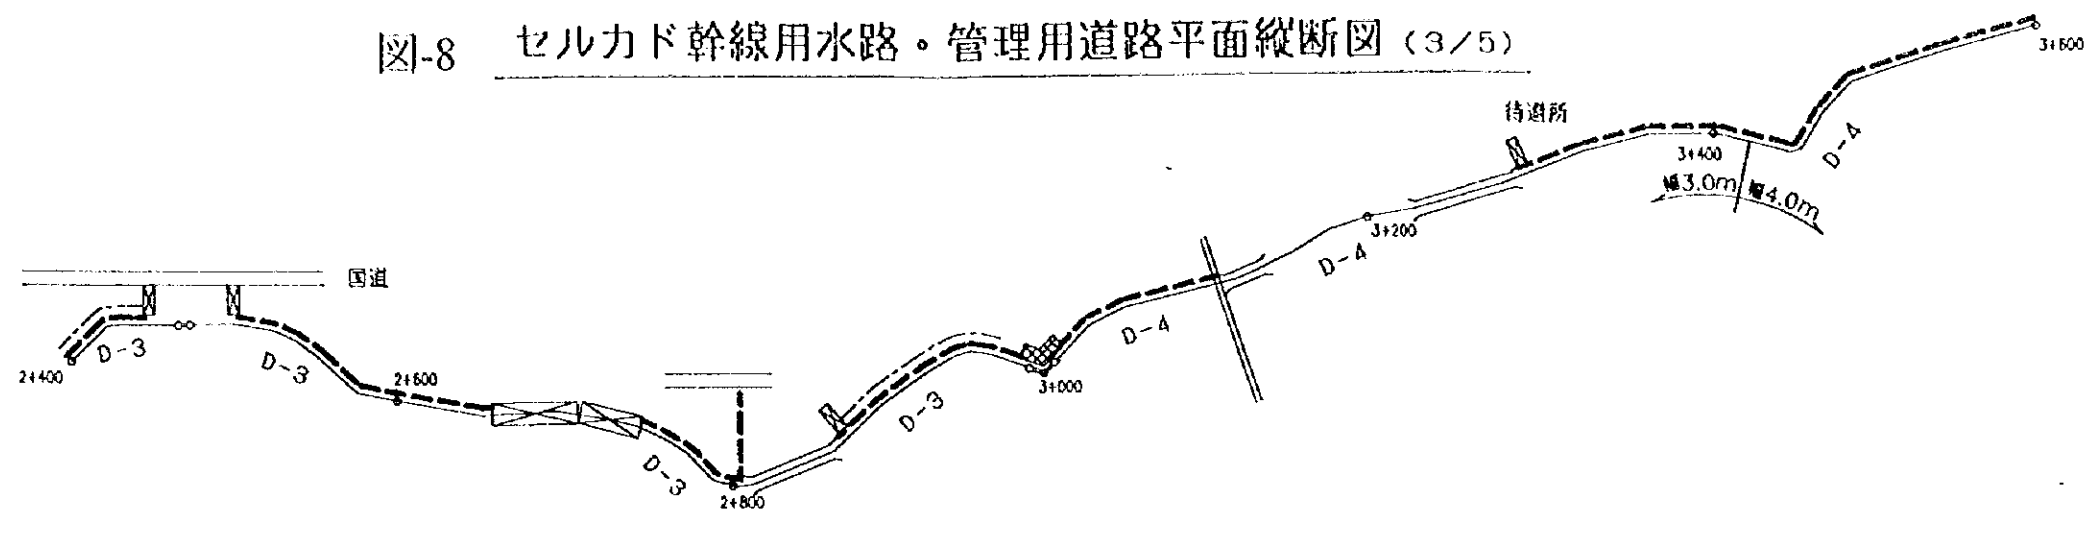 図-8 セルカド幹線用水路・管理用道路平面縦断図 (3/5)
3+600
待避所
3+400
D-4
幅3.0m
幅4.0m
3+200
D-4
国道
D-4
D-3
2+400
D-3
2+600
3+000
D-3
D-3
2+800